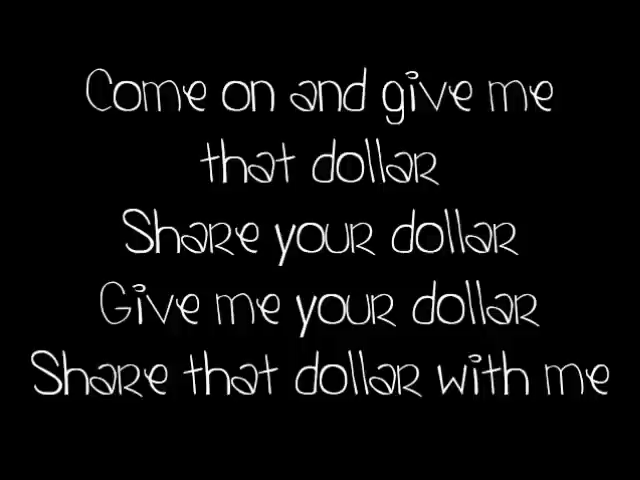 Come on and give me
that dollar
Share your dollar
Give me your dollar
Share that dollar with me